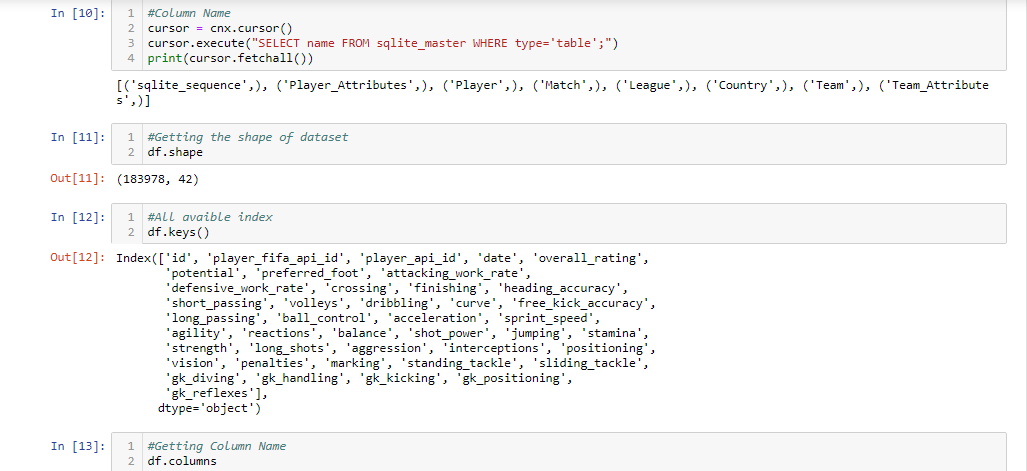 In [10]:
1 #Column Name
2 cursor = cnx.cursor()
3 cursor.execute("SELECT name FROM sqlite_master WHERE type='table';")
4 print(cursor.fetchall())
[('sqlite_sequence',), ('Player_Attributes',), ('Player',), ('Match',), ('League',), ('Country',), ('Team',), ('Team_Attribute
s',)]
In [11]:
1 #Getting the shape of dataset
2 df.shape
Out[11]: (183978, 42)
In [12]:
1 #All avaible index
2 df.keys()
Out[12]: Index(['id', 'player_fifa_api_id', 'player_api_id', 'date', 'overall_rating',
'potential', 'preferred_foot', 'attacking_work_rate',
'defensive_work_rate', 'crossing', 'finishing', 'heading_accuracy',
'short_passing', 'volleys', 'dribbling', 'curve', 'free_kick_accuracy',
'long_passing', 'ball_control', 'acceleration', 'sprint_speed',
'agility', 'reactions', 'balance', 'shot_power', 'jumping', 'stamina',
'strength', 'long_shots', 'aggression', 'interceptions', 'positioning',
'vision', 'penalties', 'marking', 'standing_tackle', 'sliding_tackle',
'gk_diving', 'gk_handling', 'gk_kicking', 'gk_positioning',
'gk_reflexes'],
dtype='object')
In [13]:
1 #Getting Column Name
2 df.columns